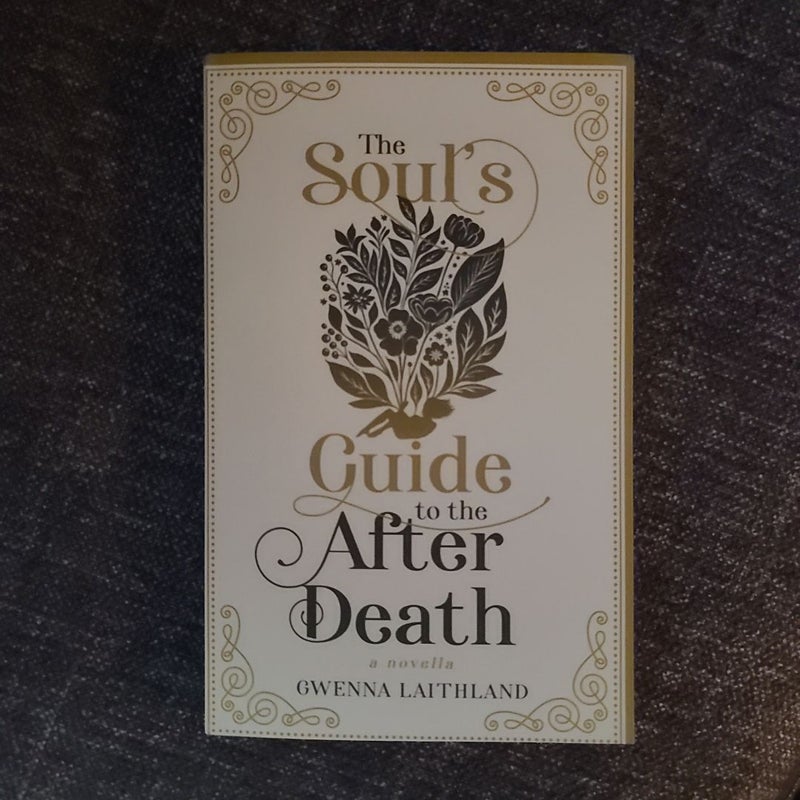 The
Soul's
Guide
to the
After
Death
a novella
GWENNA LAITHLAND